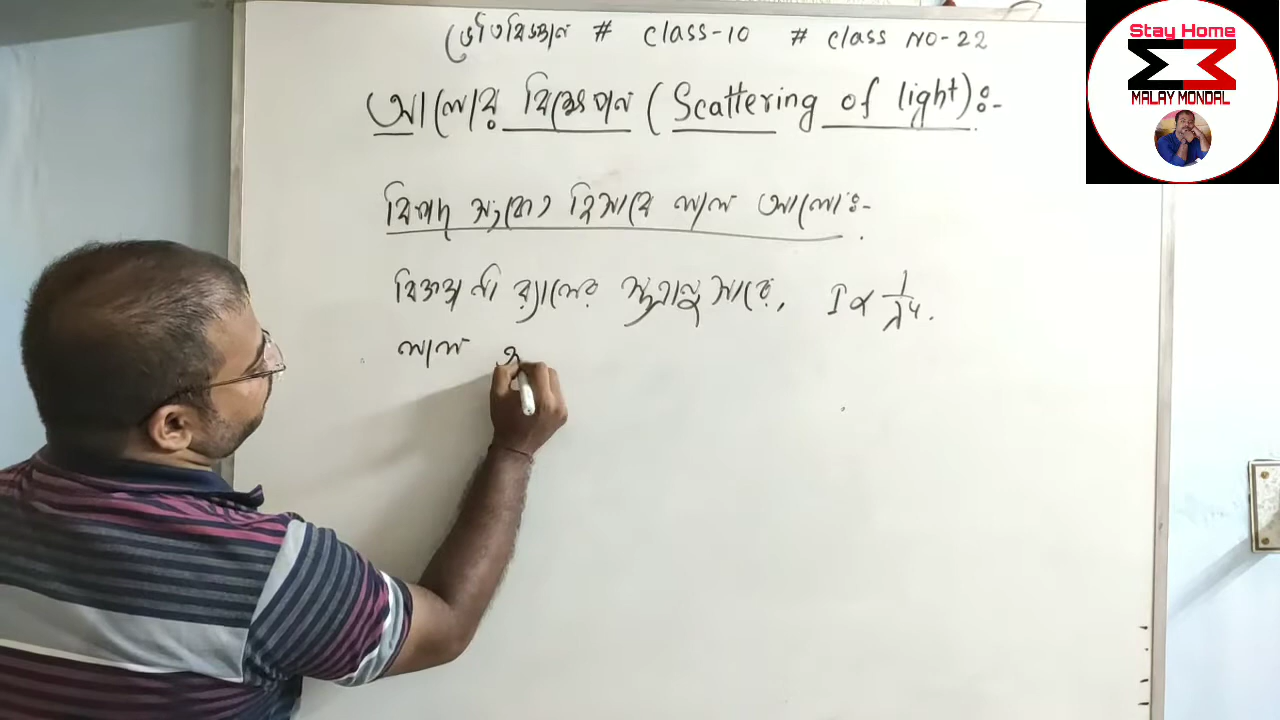 ভৌতবিজ্ঞান # Class-10 # Class NO-22
আলোর বিক্ষেপণ (Scattering of light):-
বিপদ সংকেত হিসাবে লাল আলো:-
বিজ্ঞানী র‍্যালের সূত্রানুসারে, I ∝ 1/λ⁴.
লাল
Stay Home
MALAY MONDAL